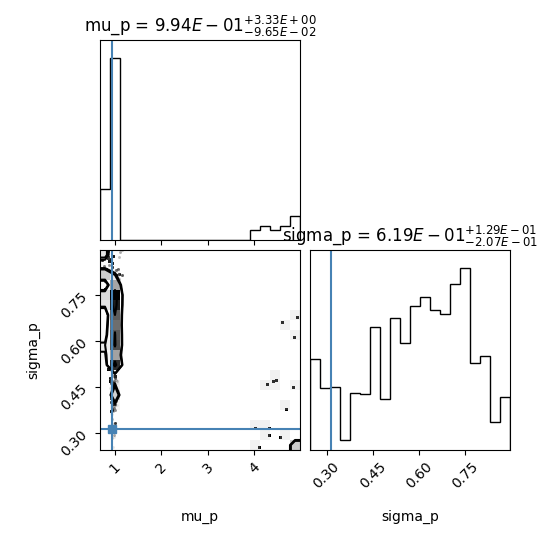 mu_p = 9.94E − 01 +3.33E + 00 −9.65E − 02
sigma_p = 6.19E − 01 +1.29E − 01 −2.07E − 01
0.75
0.60
0.45
0.30
sigma_p
1 2 3 4
0.30 0.45 0.60 0.75
mu_p
sigma_p